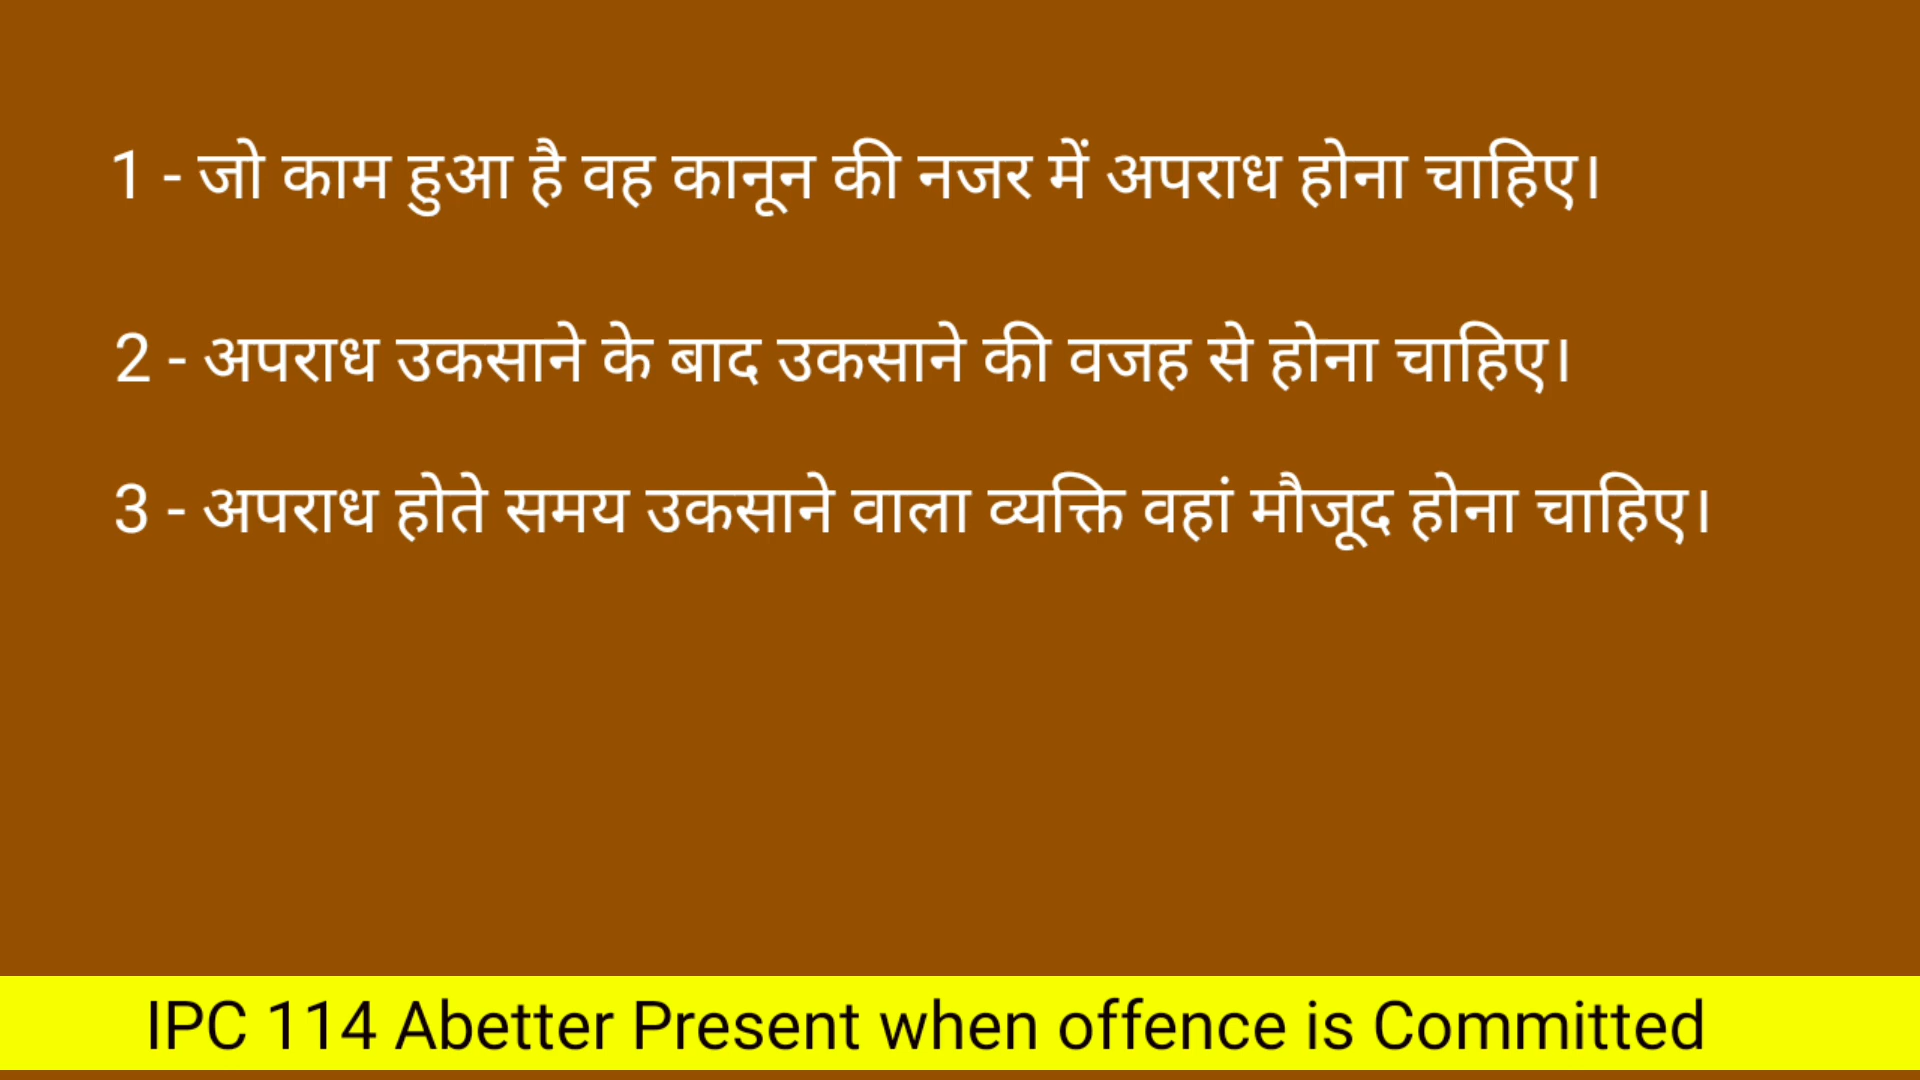 1 - जो काम हुआ है वह कानून की नजर में अपराध होना चाहिए।
2 - अपराध उकसाने के बाद उकसाने की वजह से होना चाहिए।
3 - अपराध होते समय उकसाने वाला व्यक्ति वहां मौजूद होना चाहिए।
IPC 114 Abetter Present when offence is Committed